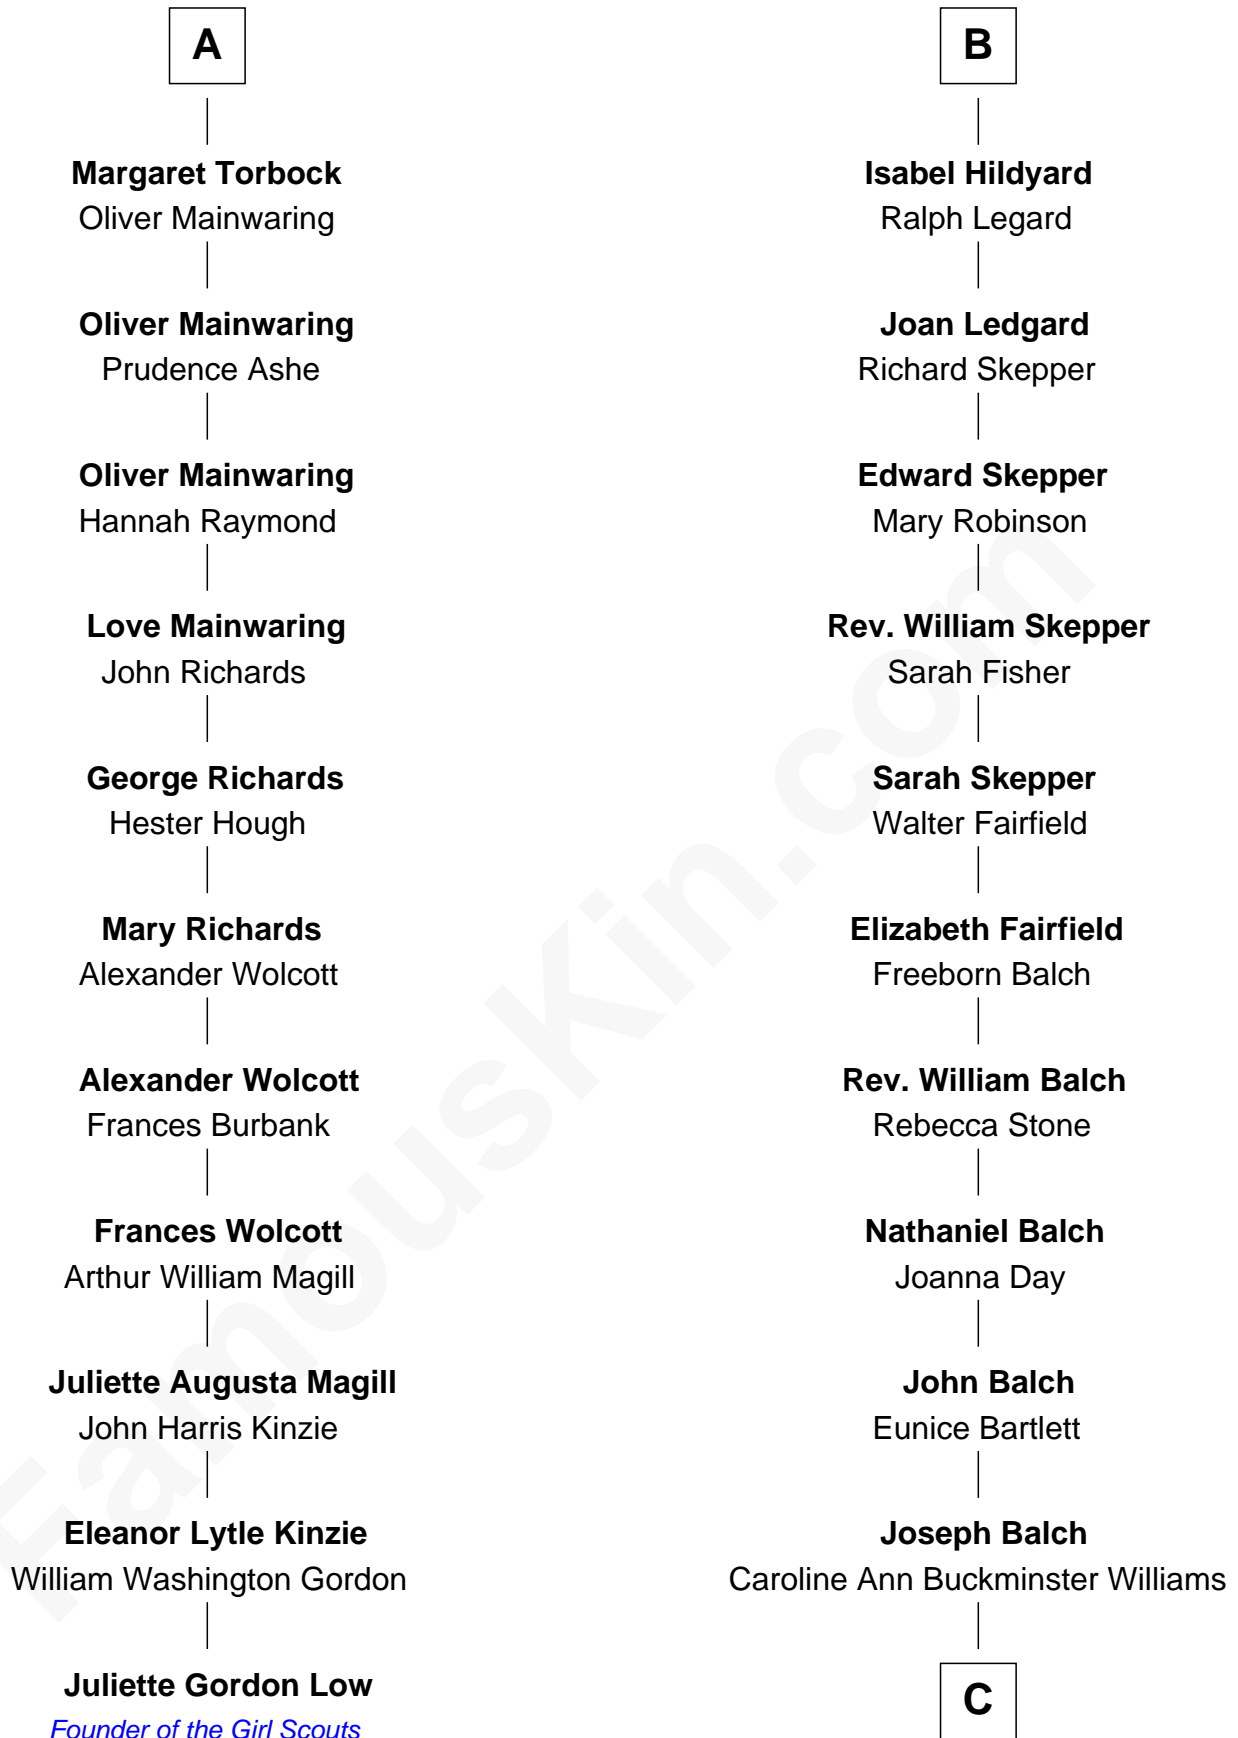 A
Margaret Torbock
Oliver Mainwaring
Oliver Mainwaring
Prudence Ashe
Oliver Mainwaring
Hannah Raymond
Love Mainwaring
John Richards
George Richards
Hester Hough
Mary Richards
Alexander Wolcott
Alexander Wolcott
Frances Burbank
Frances Wolcott
Arthur William Magill
Juliette Augusta Magill
John Harris Kinzie
Eleanor Lytle Kinzie
William Washington Gordon
Juliette Gordon Low
Founder of the Girl Scouts
B
Isabel Hildyard
Ralph Legard
Joan Ledgard
Richard Skepper
Edward Skepper
Mary Robinson
Rev. William Skepper
Sarah Fisher
Sarah Skepper
Walter Fairfield
Elizabeth Fairfield
Freeborn Balch
Rev. William Balch
Rebecca Stone
Nathaniel Balch
Joanna Day
John Balch
Eunice Bartlett
Joseph Balch
Caroline Ann Buckminster Williams
C
FamousKin.com